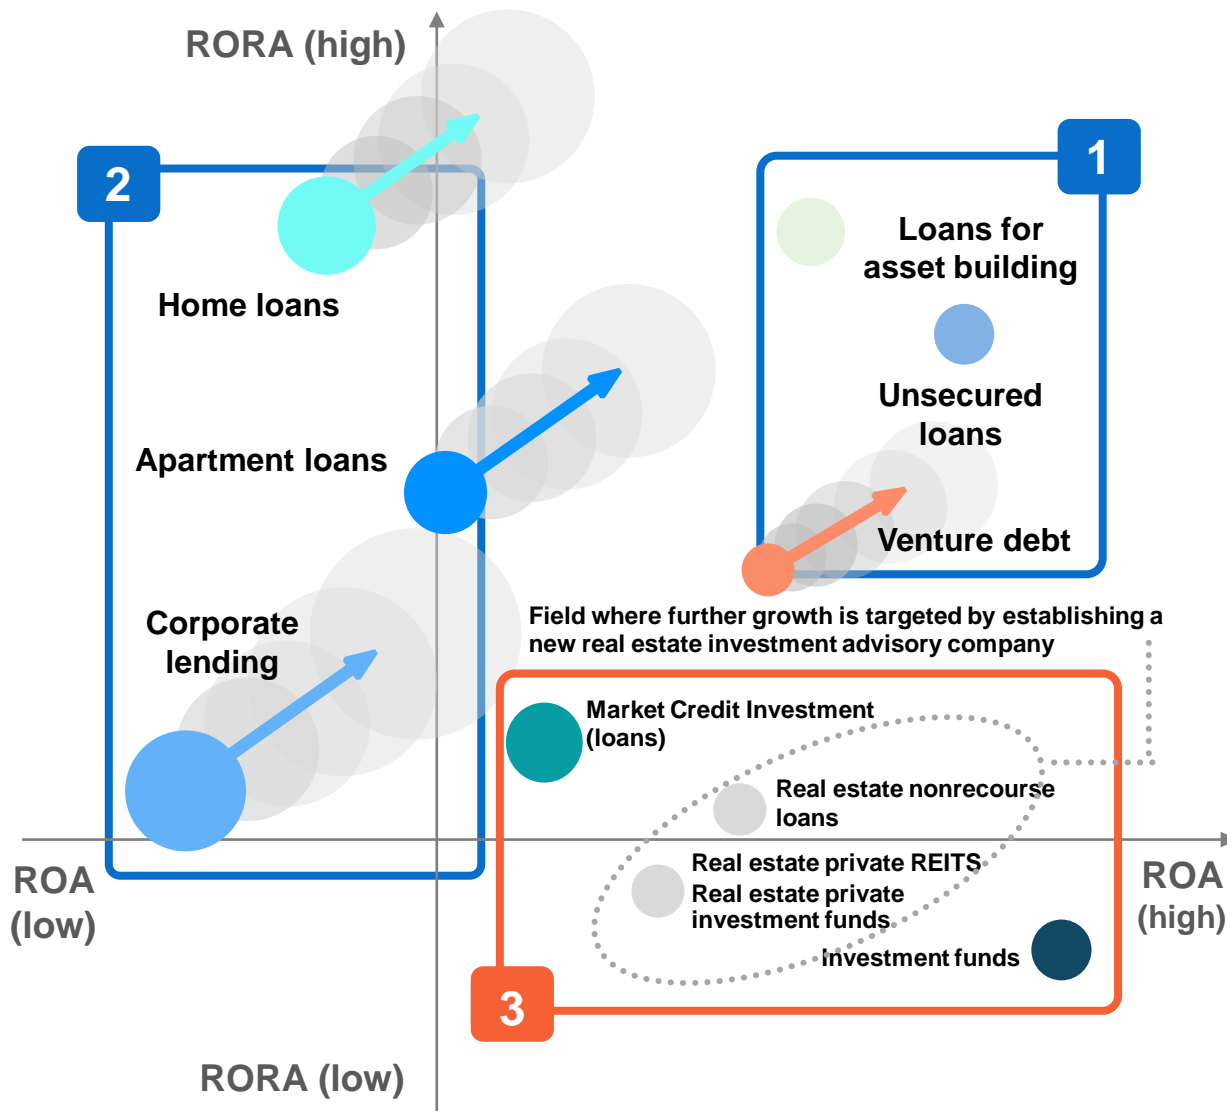 RORA (high)
2
1
Loans for
asset building
Home loans
Unsecured
loans
Apartment loans
Venture debt
Corporate
lending
Field where further growth is targeted by establishing a
new real estate investment advisory company
Market Credit Investment
(loans)
Real estate nonrecourse
loans
Real estate private REITS
Real estate private
investment funds
Investment funds
ROA
(low)
ROA
(high)
3
RORA (low)